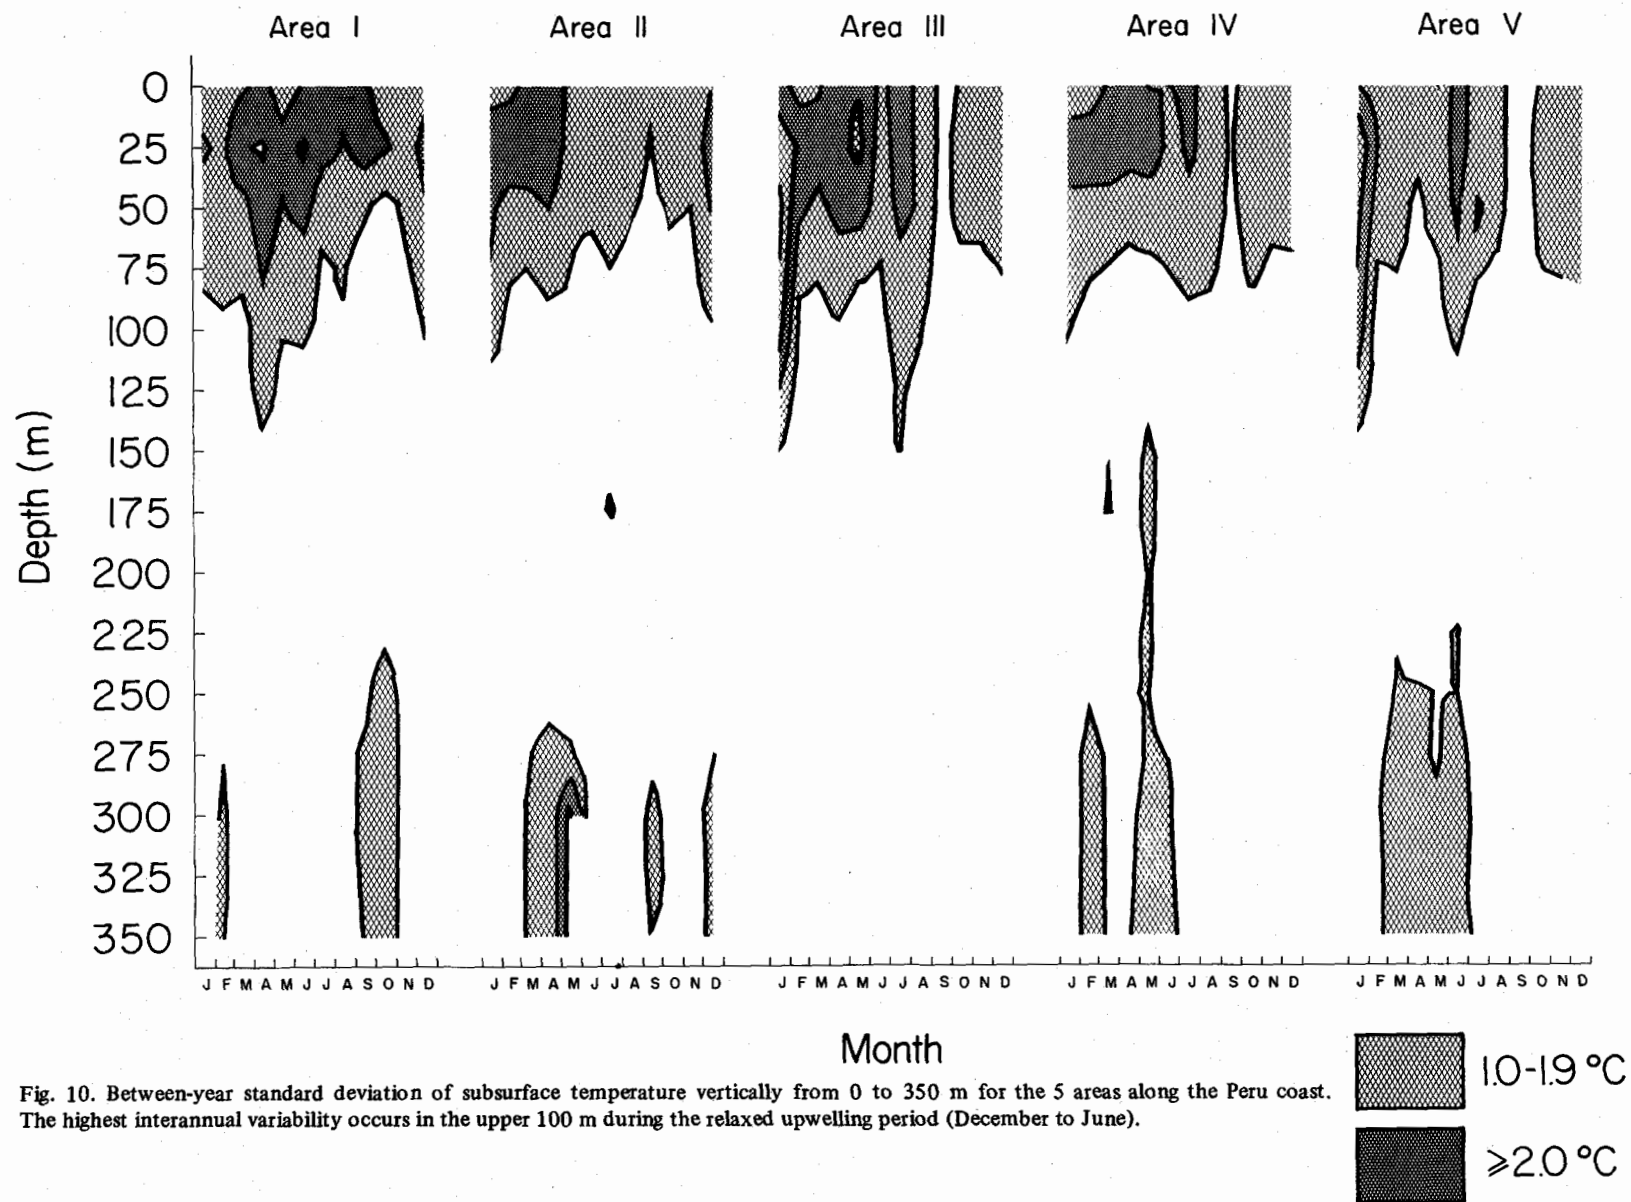 Area I Area II Area III Area IV Area V
0
25
50
75
100
125
150
175
200
225
250
275
300
325
350
Depth (m)
J F M A M J J A S O N D J F M A M J J A S O N D J F M A M J J A S O N D J F M A M J J A S O N D J F M A M J J A S O N D
Month
1.0-1.9 °C
⩾2.0 °C
Fig. 10. Between-year standard deviation of subsurface temperature vertically from 0 to 350 m for the 5 areas along the Peru coast.
The highest interannual variability occurs in the upper 100 m during the relaxed upwelling period (December to June).